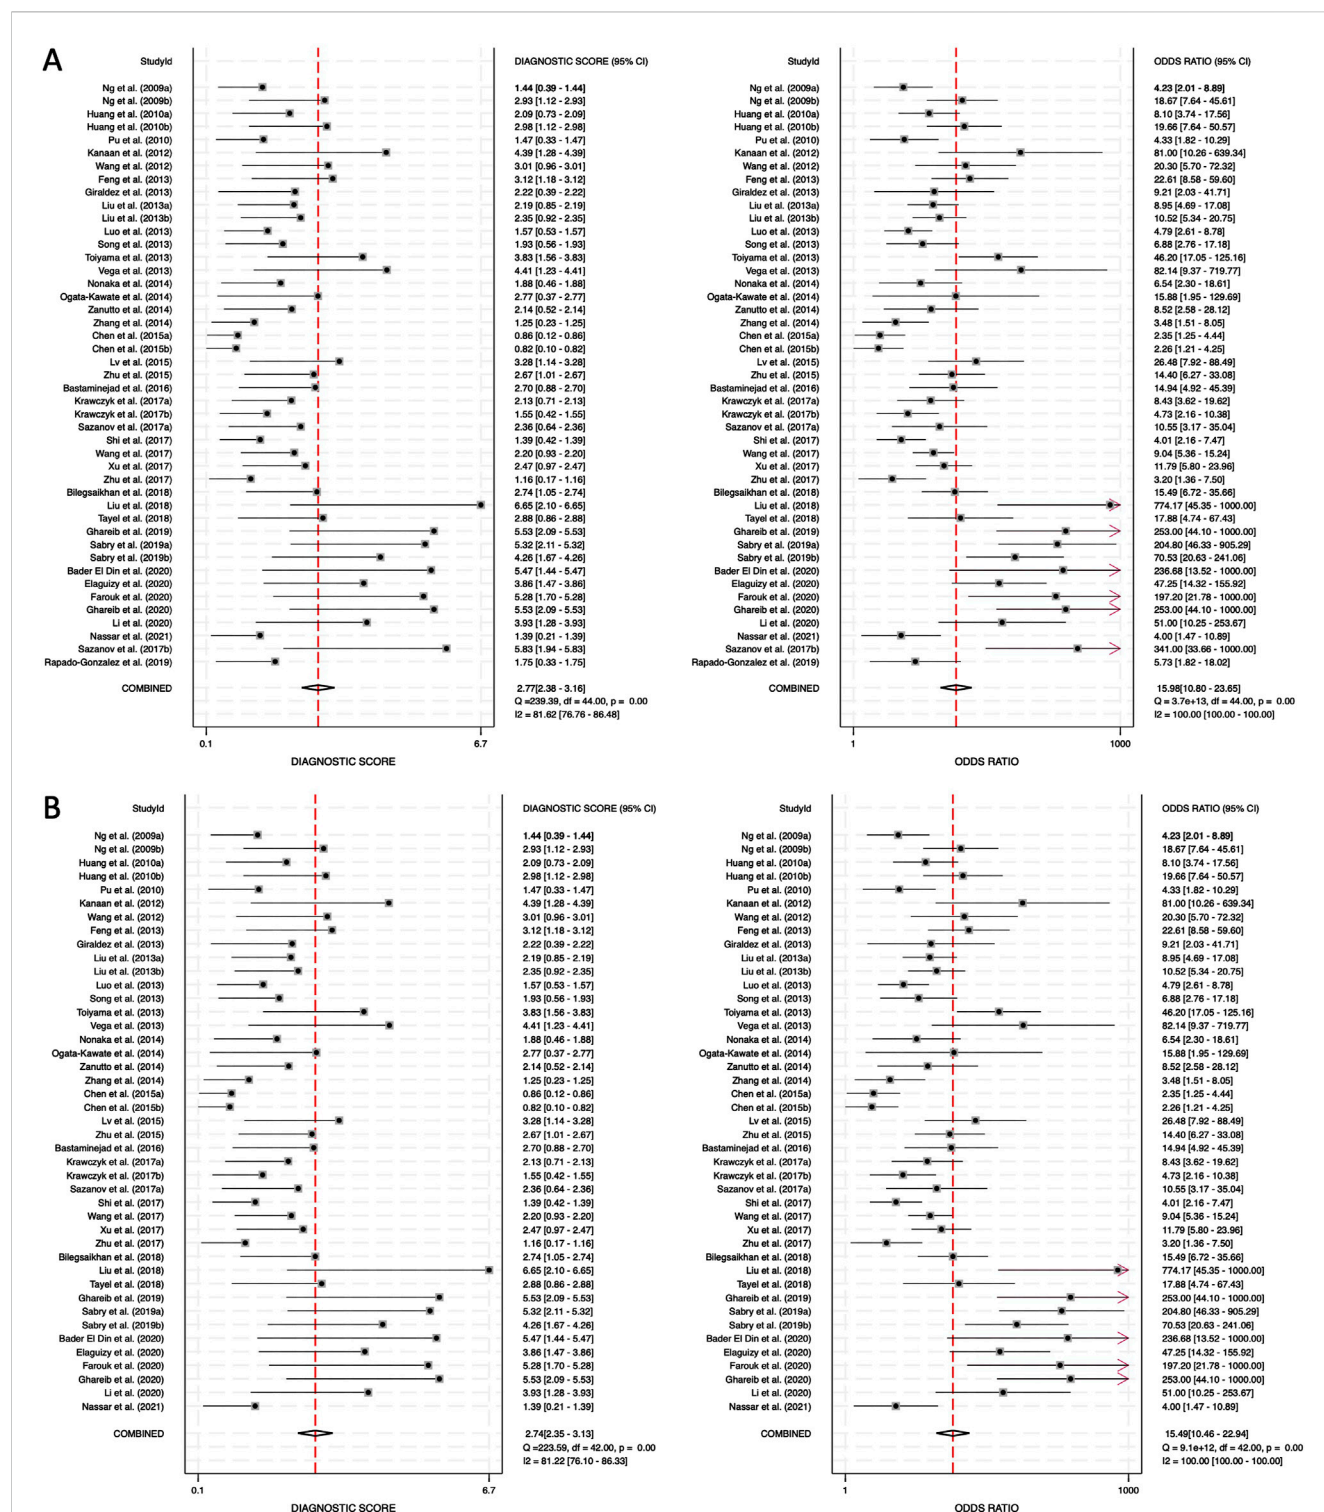 A
StudyId DIAGNOSTIC SCORE (95% CI)
Ng et al. (2009a) 1.44 [0.39 - 1.44]
Ng et al. (2009b) 2.93 [1.12 - 2.93]
Huang et al. (2010a) 2.09 [0.73 - 2.09]
Huang et al. (2010b) 2.98 [1.12 - 2.98]
Pu et al. (2010) 1.47 [0.33 - 1.47]
Kanaan et al. (2012) 4.39 [1.28 - 4.39]
Wang et al. (2012) 3.01 [0.96 - 3.01]
Feng et al. (2013) 3.12 [1.18 - 3.12]
Giraldez et al. (2013) 2.22 [0.39 - 2.22]
Liu et al. (2013a) 2.19 [0.85 - 2.19]
Liu et al. (2013b) 2.35 [0.92 - 2.35]
Luo et al. (2013) 1.57 [0.53 - 1.57]
Song et al. (2013) 1.93 [0.56 - 1.93]
Toiyama et al. (2013) 3.83 [1.56 - 3.83]
Vega et al. (2013) 4.41 [1.23 - 4.41]
Nonaka et al. (2014) 1.88 [0.46 - 1.88]
Ogata-Kawate et al. (2014) 2.77 [0.37 - 2.77]
Zanutto et al. (2014) 2.14 [0.52 - 2.14]
Zhang et al. (2014) 1.25 [0.23 - 1.25]
Chen et al. (2015a) 0.86 [0.12 - 0.86]
Chen et al. (2015b) 0.82 [0.10 - 0.82]
Lv et al. (2015) 3.28 [1.14 - 3.28]
Zhu et al. (2015) 2.67 [1.01 - 2.67]
Bastaminejad et al. (2016) 2.70 [0.88 - 2.70]
Krawczyk et al. (2017a) 2.13 [0.71 - 2.13]
Krawczyk et al. (2017b) 1.55 [0.42 - 1.55]
Sazanov et al. (2017a) 2.36 [0.64 - 2.36]
Shi et al. (2017) 1.39 [0.42 - 1.39]
Wang et al. (2017) 2.20 [0.93 - 2.20]
Xu et al. (2017) 2.47 [0.97 - 2.47]
Zhu et al. (2017) 1.16 [0.17 - 1.16]
Bilegsaikhan et al. (2018) 2.74 [1.05 - 2.74]
Liu et al. (2018) 6.65 [2.10 - 6.65]
Tayel et al. (2018) 2.88 [0.86 - 2.88]
Ghareib et al. (2019) 5.53 [2.09 - 5.53]
Sabry et al. (2019a) 5.32 [2.11 - 5.32]
Sabry et al. (2019b) 4.26 [1.67 - 4.26]
Bader El Din et al. (2020) 5.47 [1.44 - 5.47]
Elaguizy et al. (2020) 3.86 [1.47 - 3.86]
Farouk et al. (2020) 5.28 [1.70 - 5.28]
Ghareib et al. (2020) 5.53 [2.09 - 5.53]
Li et al. (2020) 3.93 [1.28 - 3.93]
Nassar et al. (2021) 1.39 [0.21 - 1.39]
Sazanov et al. (2017b) 5.83 [1.94 - 5.83]
Rapado-Gonzalez et al. (2019) 1.75 [0.33 - 1.75]
COMBINED 2.77[2.38 - 3.16]
Q =239.39, df = 44.00, p = 0.00
I2 = 81.62 [76.76 - 86.48]
0.1 6.7
DIAGNOSTIC SCORE
StudyId ODDS RATIO (95% CI)
Ng et al. (2009a) 4.23 [2.01 - 8.89]
Ng et al. (2009b) 18.67 [7.64 - 45.61]
Huang et al. (2010a) 8.10 [3.74 - 17.56]
Huang et al. (2010b) 19.66 [7.64 - 50.57]
Pu et al. (2010) 4.33 [1.82 - 10.29]
Kanaan et al. (2012) 81.00 [10.26 - 639.34]
Wang et al. (2012) 20.30 [5.70 - 72.32]
Feng et al. (2013) 22.61 [8.58 - 59.60]
Giraldez et al. (2013) 9.21 [2.03 - 41.71]
Liu et al. (2013a) 8.95 [4.69 - 17.08]
Liu et al. (2013b) 10.52 [5.34 - 20.75]
Luo et al. (2013) 4.79 [2.61 - 8.78]
Song et al. (2013) 6.88 [2.76 - 17.18]
Toiyama et al. (2013) 46.20 [17.05 - 125.16]
Vega et al. (2013) 82.14 [9.37 - 719.77]
Nonaka et al. (2014) 6.54 [2.30 - 18.61]
Ogata-Kawate et al. (2014) 15.88 [1.95 - 129.69]
Zanutto et al. (2014) 8.52 [2.58 - 28.12]
Zhang et al. (2014) 3.48 [1.51 - 8.05]
Chen et al. (2015a) 2.35 [1.25 - 4.44]
Chen et al. (2015b) 2.26 [1.21 - 4.25]
Lv et al. (2015) 26.48 [7.92 - 88.49]
Zhu et al. (2015) 14.40 [6.27 - 33.08]
Bastaminejad et al. (2016) 14.94 [4.92 - 45.39]
Krawczyk et al. (2017a) 8.43 [3.62 - 19.62]
Krawczyk et al. (2017b) 4.73 [2.16 - 10.38]
Sazanov et al. (2017a) 10.55 [3.17 - 35.04]
Shi et al. (2017) 4.01 [2.16 - 7.47]
Wang et al. (2017) 9.04 [5.36 - 15.24]
Xu et al. (2017) 11.79 [5.80 - 23.96]
Zhu et al. (2017) 3.20 [1.36 - 7.50]
Bilegsaikhan et al. (2018) 15.49 [6.72 - 35.66]
Liu et al. (2018) 774.17 [45.35 - 1000.00]
Tayel et al. (2018) 17.88 [4.74 - 67.43]
Ghareib et al. (2019) 253.00 [44.10 - 1000.00]
Sabry et al. (2019a) 204.80 [46.33 - 905.29]
Sabry et al. (2019b) 70.53 [20.63 - 241.06]
Bader El Din et al. (2020) 236.68 [13.52 - 1000.00]
Elaguizy et al. (2020) 47.25 [14.32 - 155.92]
Farouk et al. (2020) 197.20 [21.78 - 1000.00]
Ghareib et al. (2020) 253.00 [44.10 - 1000.00]
Li et al. (2020) 51.00 [10.25 - 253.67]
Nassar et al. (2021) 4.00 [1.47 - 10.89]
Sazanov et al. (2017b) 341.00 [33.66 - 1000.00]
Rapado-Gonzalez et al. (2019) 5.73 [1.82 - 18.02]
COMBINED 15.98[10.80 - 23.65]
Q = 3.7e+13, df = 44.00, p = 0.00
I2 = 100.00 [100.00 - 100.00]
1 1000
ODDS RATIO
B
StudyId DIAGNOSTIC SCORE (95% CI)
Ng et al. (2009a) 1.44 [0.39 - 1.44]
Ng et al. (2009b) 2.93 [1.12 - 2.93]
Huang et al. (2010a) 2.09 [0.73 - 2.09]
Huang et al. (2010b) 2.98 [1.12 - 2.98]
Pu et al. (2010) 1.47 [0.33 - 1.47]
Kanaan et al. (2012) 4.39 [1.28 - 4.39]
Wang et al. (2012) 3.01 [0.96 - 3.01]
Feng et al. (2013) 3.12 [1.18 - 3.12]
Giraldez et al. (2013) 2.22 [0.39 - 2.22]
Liu et al. (2013a) 2.19 [0.85 - 2.19]
Liu et al. (2013b) 2.35 [0.92 - 2.35]
Luo et al. (2013) 1.57 [0.53 - 1.57]
Song et al. (2013) 1.93 [0.56 - 1.93]
Toiyama et al. (2013) 3.83 [1.56 - 3.83]
Vega et al. (2013) 4.41 [1.23 - 4.41]
Nonaka et al. (2014) 1.88 [0.46 - 1.88]
Ogata-Kawate et al. (2014) 2.77 [0.37 - 2.77]
Zanutto et al. (2014) 2.14 [0.52 - 2.14]
Zhang et al. (2014) 1.25 [0.23 - 1.25]
Chen et al. (2015a) 0.86 [0.12 - 0.86]
Chen et al. (2015b) 0.82 [0.10 - 0.82]
Lv et al. (2015) 3.28 [1.14 - 3.28]
Zhu et al. (2015) 2.67 [1.01 - 2.67]
Bastaminejad et al. (2016) 2.70 [0.88 - 2.70]
Krawczyk et al. (2017a) 2.13 [0.71 - 2.13]
Krawczyk et al. (2017b) 1.55 [0.42 - 1.55]
Sazanov et al. (2017a) 2.36 [0.64 - 2.36]
Shi et al. (2017) 1.39 [0.42 - 1.39]
Wang et al. (2017) 2.20 [0.93 - 2.20]
Xu et al. (2017) 2.47 [0.97 - 2.47]
Zhu et al. (2017) 1.16 [0.17 - 1.16]
Bilegsaikhan et al. (2018) 2.74 [1.05 - 2.74]
Liu et al. (2018) 6.65 [2.10 - 6.65]
Tayel et al. (2018) 2.88 [0.86 - 2.88]
Ghareib et al. (2019) 5.53 [2.09 - 5.53]
Sabry et al. (2019a) 5.32 [2.11 - 5.32]
Sabry et al. (2019b) 4.26 [1.67 - 4.26]
Bader El Din et al. (2020) 5.47 [1.44 - 5.47]
Elaguizy et al. (2020) 3.86 [1.47 - 3.86]
Farouk et al. (2020) 5.28 [1.70 - 5.28]
Ghareib et al. (2020) 5.53 [2.09 - 5.53]
Li et al. (2020) 3.93 [1.28 - 3.93]
Nassar et al. (2021) 1.39 [0.21 - 1.39]
COMBINED 2.74[2.35 - 3.13]
Q =223.59, df = 42.00, p = 0.00
I2 = 81.22 [76.10 - 86.33]
0.1 6.7
DIAGNOSTIC SCORE
StudyId ODDS RATIO (95% CI)
Ng et al. (2009a) 4.23 [2.01 - 8.89]
Ng et al. (2009b) 18.67 [7.64 - 45.61]
Huang et al. (2010a) 8.10 [3.74 - 17.56]
Huang et al. (2010b) 19.66 [7.64 - 50.57]
Pu et al. (2010) 4.33 [1.82 - 10.29]
Kanaan et al. (2012) 81.00 [10.26 - 639.34]
Wang et al. (2012) 20.30 [5.70 - 72.32]
Feng et al. (2013) 22.61 [8.58 - 59.60]
Giraldez et al. (2013) 9.21 [2.03 - 41.71]
Liu et al. (2013a) 8.95 [4.69 - 17.08]
Liu et al. (2013b) 10.52 [5.34 - 20.75]
Luo et al. (2013) 4.79 [2.61 - 8.78]
Song et al. (2013) 6.88 [2.76 - 17.18]
Toiyama et al. (2013) 46.20 [17.05 - 125.16]
Vega et al. (2013) 82.14 [9.37 - 719.77]
Nonaka et al. (2014) 6.54 [2.30 - 18.61]
Ogata-Kawate et al. (2014) 15.88 [1.95 - 129.69]
Zanutto et al. (2014) 8.52 [2.58 - 28.12]
Zhang et al. (2014) 3.48 [1.51 - 8.05]
Chen et al. (2015a) 2.35 [1.25 - 4.44]
Chen et al. (2015b) 2.26 [1.21 - 4.25]
Lv et al. (2015) 26.48 [7.92 - 88.49]
Zhu et al. (2015) 14.40 [6.27 - 33.08]
Bastaminejad et al. (2016) 14.94 [4.92 - 45.39]
Krawczyk et al. (2017a) 8.43 [3.62 - 19.62]
Krawczyk et al. (2017b) 4.73 [2.16 - 10.38]
Sazanov et al. (2017a) 10.55 [3.17 - 35.04]
Shi et al. (2017) 4.01 [2.16 - 7.47]
Wang et al. (2017) 9.04 [5.36 - 15.24]
Xu et al. (2017) 11.79 [5.80 - 23.96]
Zhu et al. (2017) 3.20 [1.36 - 7.50]
Bilegsaikhan et al. (2018) 15.49 [6.72 - 35.66]
Liu et al. (2018) 774.17 [45.35 - 1000.00]
Tayel et al. (2018) 17.88 [4.74 - 67.43]
Ghareib et al. (2019) 253.00 [44.10 - 1000.00]
Sabry et al. (2019a) 204.80 [46.33 - 905.29]
Sabry et al. (2019b) 70.53 [20.63 - 241.06]
Bader El Din et al. (2020) 236.68 [13.52 - 1000.00]
Elaguizy et al. (2020) 47.25 [14.32 - 155.92]
Farouk et al. (2020) 197.20 [21.78 - 1000.00]
Ghareib et al. (2020) 253.00 [44.10 - 1000.00]
Li et al. (2020) 51.00 [10.25 - 253.67]
Nassar et al. (2021) 4.00 [1.47 - 10.89]
COMBINED 15.49[10.46 - 22.94]
Q = 9.1e+12, df = 42.00, p = 0.00
I2 = 100.00 [100.00 - 100.00]
1 1000
ODDS RATIO